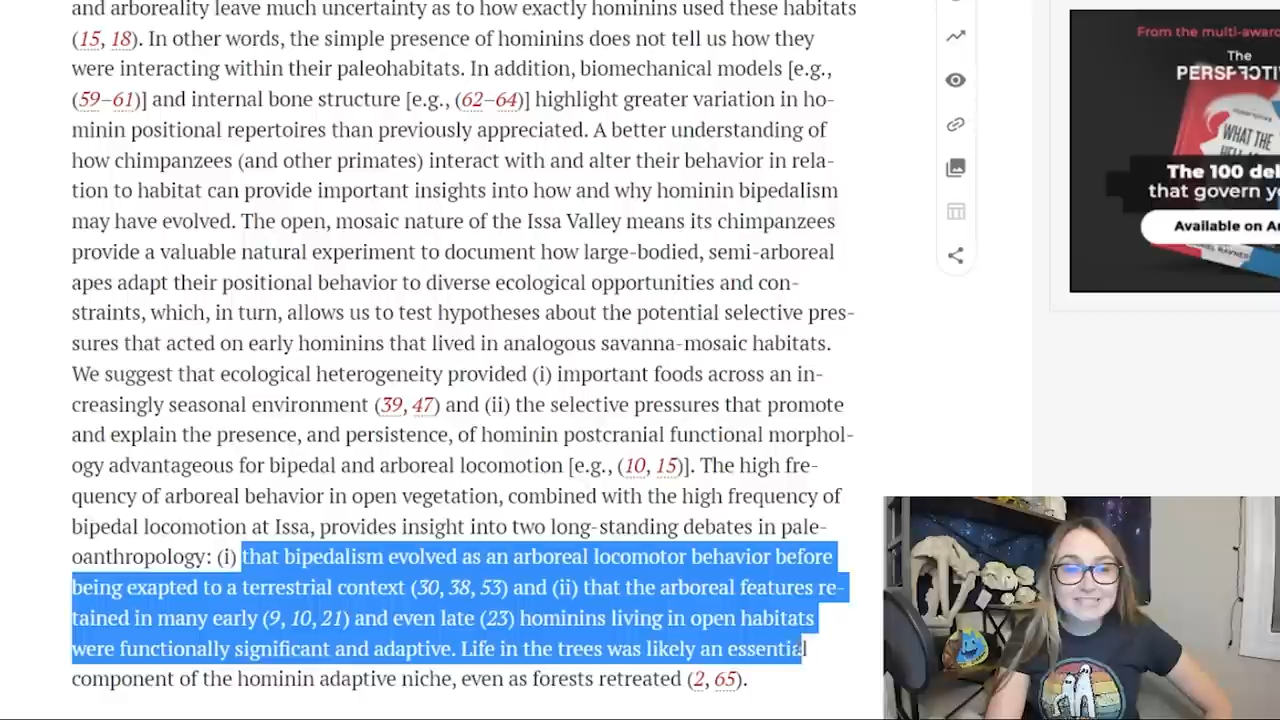 and arboreality leave much uncertainty as to how exactly hominins used these habitats
(15, 18). In other words, the simple presence of hominins does not tell us how they
were interacting within their paleohabitats. In addition, biomechanical models [e.g.,
(59–61)] and internal bone structure [e.g., (62–64)] highlight greater variation in ho-
minin positional repertoires than previously appreciated. A better understanding of
how chimpanzees (and other primates) interact with and alter their behavior in rela-
tion to habitat can provide important insights into how and why hominin bipedalism
may have evolved. The open, mosaic nature of the Issa Valley means its chimpanzees
provide a valuable natural experiment to document how large-bodied, semi-arboreal
apes adapt their positional behavior to diverse ecological opportunities and con-
straints, which, in turn, allows us to test hypotheses about the potential selective pres-
sures that acted on early hominins that lived in analogous savanna-mosaic habitats.
We suggest that ecological heterogeneity provided (i) important foods across an in-
creasingly seasonal environment (39, 47) and (ii) the selective pressures that promote
and explain the presence, and persistence, of hominin postcranial functional morphol-
ogy advantageous for bipedal and arboreal locomotion [e.g., (10, 15)]. The high fre-
quency of arboreal behavior in open vegetation, combined with the high frequency of
bipedal locomotion at Issa, provides insight into two long-standing debates in pale-
oanthropology: (i) that bipedalism evolved as an arboreal locomotor behavior before
being exapted to a terrestrial context (30, 38, 53) and (ii) that the arboreal features re-
tained in many early (9, 10, 21) and even late (23) hominins living in open habitats
were functionally significant and adaptive. Life in the trees was likely an essential
component of the hominin adaptive niche, even as forests retreated (2, 65).
From the multi-awar
The
PERSPECTI
WHAT THE
The 100 de
that govern y
Available on A